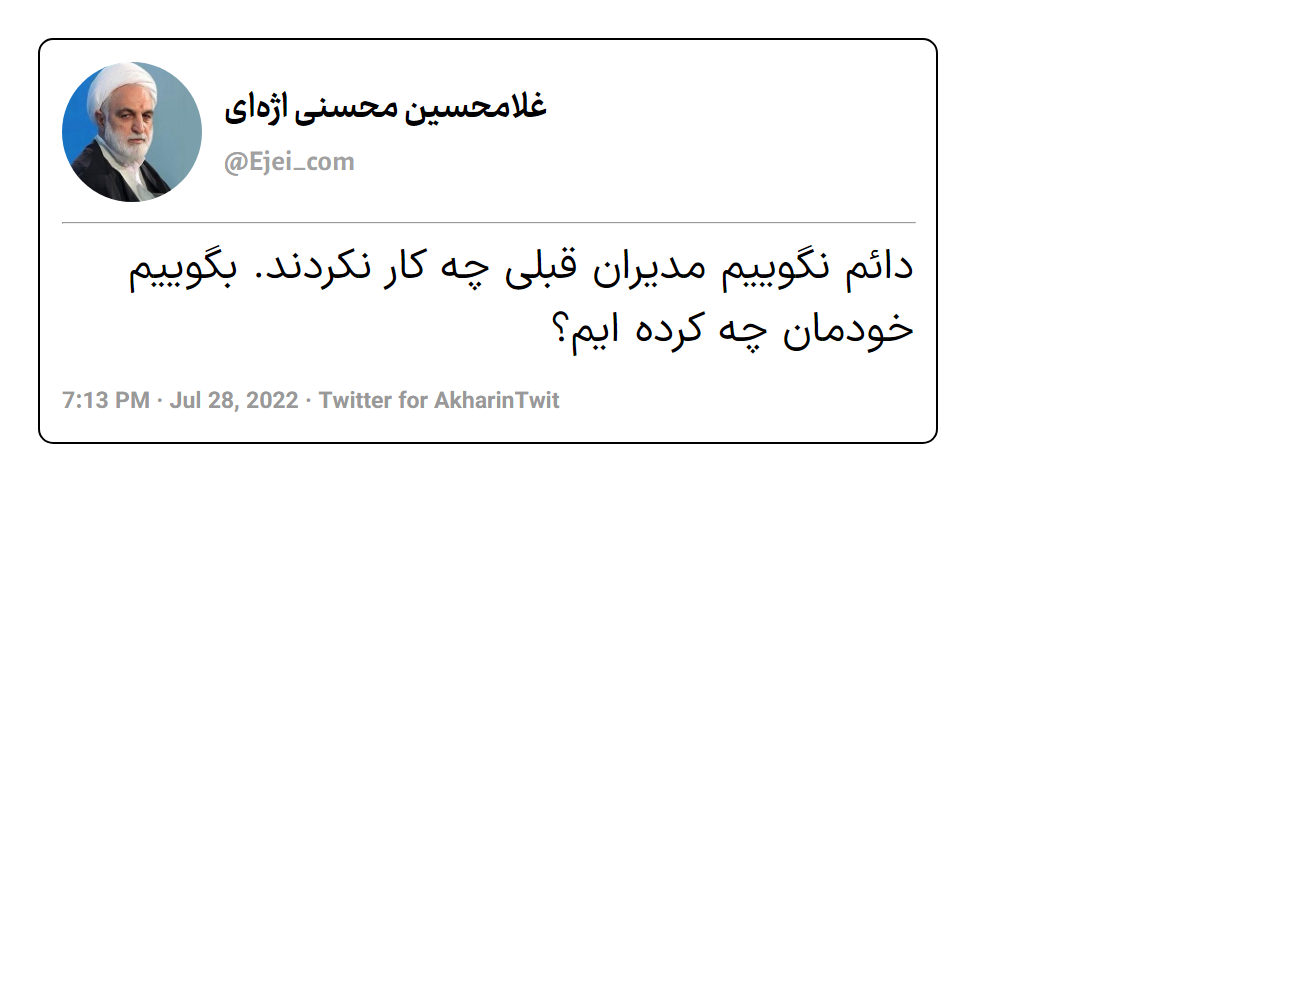 غلامحسین محسنی اژه‌ای
@Ejei_com
دائم نگوییم مدیران قبلی چه کار نکردند. بگوییم
خودمان چه کرده ایم؟
7:13 PM · Jul 28, 2022 · Twitter for AkharinTwit